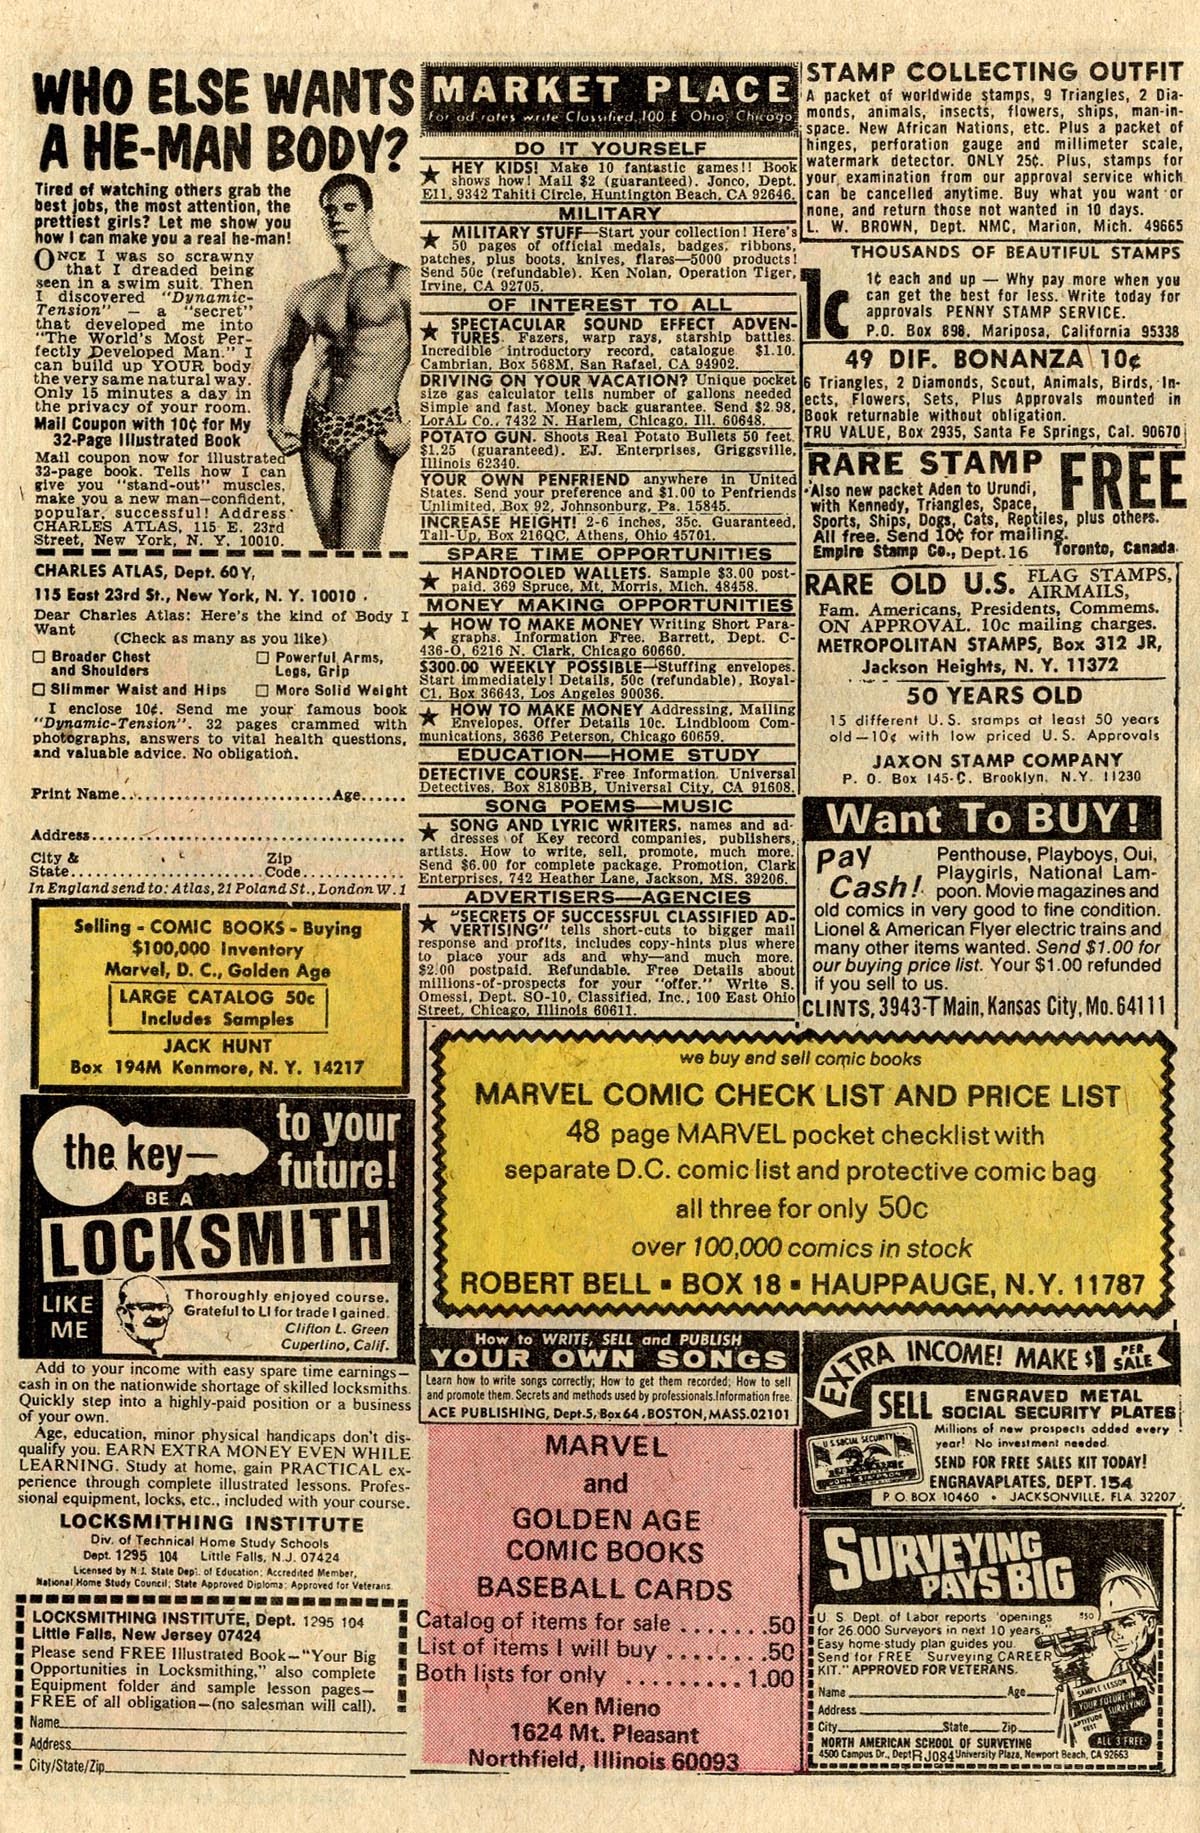 WHO ELSE WANTS
A HE-MAN BODY?
Tired of watching others grab the
best jobs, the most attention, the
prettiest girls? Let me show you
how I can make you a real he-man!
ONCE I was so scrawny
that I dreaded being
seen in a swim suit. Then
I discovered "Dynamic-
Tension" — a "secret"
that developed me into
"The World's Most Per-
fectly Developed Man." I
can build up YOUR body
the very same natural way.
Only 15 minutes a day in
the privacy of your room.
Mail Coupon with 10¢ for My
32-Page Illustrated Book
Mail coupon now for illustrated
32-page book. Tells how I can
give you "stand-out" muscles,
make you a new man—confident,
popular, successful! Address
CHARLES ATLAS, 115 E. 23rd
Street, New York, N. Y. 10010.
CHARLES ATLAS, Dept. 60Y,
115 East 23rd St., New York, N. Y. 10010
Dear Charles Atlas: Here's the kind of Body I
Want
(Check as many as you like)
☐ Broader Chest and Shoulders
☐ Powerful Arms, Legs, Grip
☐ Slimmer Waist and Hips ☐ More Solid Weight
I enclose 10¢. Send me your famous book
"Dynamic-Tension". 32 pages crammed with
photographs, answers to vital health questions,
and valuable advice. No obligation.
Print Name.................................Age......
Address..............................................
City & State..................... Zip Code.............
In England send to: Atlas, 21 Poland St., London W. 1
Selling - COMIC BOOKS - Buying
$100,000 Inventory
Marvel, D. C., Golden Age
LARGE CATALOG 50c
Includes Samples
JACK HUNT
Box 194M Kenmore, N. Y. 14217
the key—
to your
future!
BE A
LOCKSMITH
LIKE
ME
Thoroughly enjoyed course.
Grateful to LI for trade I gained.
Clifton L. Green
Cupertino, Calif.
Add to your income with easy spare time earnings—
cash in on the nationwide shortage of skilled locksmiths.
Quickly step into a highly-paid position or a business
of your own.
Age, education, minor physical handicaps don't dis-
qualify you. EARN EXTRA MONEY EVEN WHILE
LEARNING. Study at home, gain PRACTICAL ex-
perience through complete illustrated lessons. Profes-
sional equipment, locks, etc., included with your course.
LOCKSMITHING INSTITUTE
Div. of Technical Home Study Schools
Dept. 1295 104 Little Falls, N.J. 07424
Licensed by N.J. State Dept. of Education; Accredited Member,
National Home Study Council; State Approved Diploma; Approved for Veterans.
LOCKSMITHING INSTITUTE, Dept. 1295 104
Little Falls, New Jersey 07424
Please send FREE Illustrated Book—"Your Big
Opportunities in Locksmithing," also complete
Equipment folder and sample lesson pages—
FREE of all obligation—(no salesman will call).
Name
Address
City/State/Zip
MARKET PLACE
for ad rates write Classified, 100 E. Ohio, Chicago
DO IT YOURSELF
★ HEY KIDS! Make 10 fantastic games!! Book
shows how! Mail $2 (guaranteed). Jonco, Dept.
E11, 9342 Tahiti Circle, Huntington Beach, CA 92646.
MILITARY
★ MILITARY STUFF—Start your collection! Here's
50 pages of official medals, badges, ribbons,
patches, plus boots, knives, flares—5000 products!
Send 50c (refundable). Ken Nolan, Operation Tiger,
Irvine, CA 92705.
OF INTEREST TO ALL
★ SPECTACULAR SOUND EFFECT ADVEN-
TURES. Fazers, warp rays, starship battles.
Incredible introductory record, catalogue $1.10.
Cambrian, Box 568M, San Rafael, CA 94902.
DRIVING ON YOUR VACATION? Unique pocket
size gas calculator tells number of gallons needed
Simple and fast. Money back guarantee. Send $2.98,
LorAL Co., 7432 N. Harlem, Chicago, Ill. 60648.
POTATO GUN. Shoots Real Potato Bullets 50 feet.
$1.25 (guaranteed). EJ. Enterprises, Griggsville,
Illinois 62340.
YOUR OWN PENFRIEND anywhere in United
States. Send your preference and $1.00 to Penfriends
Unlimited, Box 92, Johnsonburg, Pa. 15845.
INCREASE HEIGHT! 2-6 inches, 35c. Guaranteed,
Tall-Up, Box 216QC, Athens, Ohio 45701.
SPARE TIME OPPORTUNITIES
★ HANDTOOLED WALLETS. Sample $3.00 post-
paid. 369 Spruce, Mt. Morris, Mich. 48458.
MONEY MAKING OPPORTUNITIES
★ HOW TO MAKE MONEY Writing Short Para-
graphs. Information Free. Barrett, Dept. C-
436-O, 6216 N. Clark, Chicago 60660.
$300.00 WEEKLY POSSIBLE—Stuffing envelopes.
Start immediately! Details, 50c (refundable), Royal-
C1, Box 36643, Los Angeles 90036.
★ HOW TO MAKE MONEY Addressing, Mailing
Envelopes. Offer Details 10c. Lindbloom Com-
munications, 3636 Peterson, Chicago 60659.
EDUCATION—HOME STUDY
DETECTIVE COURSE. Free Information. Universal
Detectives, Box 8180BB, Universal City, CA 91608.
SONG POEMS—MUSIC
★ SONG AND LYRIC WRITERS, names and ad-
dresses of Key record companies, publishers,
artists. How to write, sell, promote, much more.
Send $6.00 for complete package, Promotion, Clark
Enterprises, 742 Heather Lane, Jackson, MS. 39206.
ADVERTISERS—AGENCIES
★ "SECRETS OF SUCCESSFUL CLASSIFIED AD-
VERTISING" tells short-cuts to bigger mail
response and profits, includes copy-hints plus where
to place your ads and why—and much more.
$2.00 postpaid. Refundable. Free Details about
millions-of-prospects for your "offer." Write S.
Omessi, Dept. SO-10, Classified, Inc., 100 East Ohio
Street, Chicago, Illinois 60611.
STAMP COLLECTING OUTFIT
A packet of worldwide stamps, 9 Triangles, 2 Dia-
monds, animals, insects, flowers, ships, man-in-
space. New African Nations, etc. Plus a packet of
hinges, perforation gauge and millimeter scale,
watermark detector. ONLY 25¢. Plus, stamps for
your examination from our approval service which
can be cancelled anytime. Buy what you want or
none, and return those not wanted in 10 days.
L. W. BROWN, Dept. NMC, Marion, Mich. 49665
THOUSANDS OF BEAUTIFUL STAMPS
1c
1¢ each and up — Why pay more when you
can get the best for less. Write today for
approvals PENNY STAMP SERVICE.
P.O. Box 898, Mariposa, California 95338
49 DIF. BONANZA 10¢
6 Triangles, 2 Diamonds, Scout, Animals, Birds, In-
ects, Flowers, Sets, Plus Approvals mounted in
Book returnable without obligation.
TRU VALUE, Box 2935, Santa Fe Springs, Cal. 90670
RARE STAMP FREE
Also new packet Aden to Urundi,
with Kennedy, Triangles, Space,
Sports, Ships, Dogs, Cats, Reptiles, plus others.
All free. Send 10¢ for mailing.
Empire Stamp Co., Dept. 16 Toronto, Canada
RARE OLD U.S. FLAG STAMPS, AIRMAILS,
Fam. Americans, Presidents, Commems.
ON APPROVAL. 10c mailing charges.
METROPOLITAN STAMPS, Box 312 JR,
Jackson Heights, N. Y. 11372
50 YEARS OLD
15 different U.S. stamps at least 50 years
old—10¢ with low priced U.S. Approvals
JAXON STAMP COMPANY
P. O. Box 145-C, Brooklyn, N.Y. 11230
Want To BUY!
Pay
Cash!
Penthouse, Playboys, Oui,
Playgirls, National Lam-
poon. Movie magazines and
old comics in very good to fine condition.
Lionel & American Flyer electric trains and
many other items wanted. Send $1.00 for
our buying price list. Your $1.00 refunded
if you sell to us.
CLINTS, 3943-T Main, Kansas City, Mo. 64111
we buy and sell comic books
MARVEL COMIC CHECK LIST AND PRICE LIST
48 page MARVEL pocket checklist with
separate D.C. comic list and protective comic bag
all three for only 50c
over 100,000 comics in stock
ROBERT BELL ▪ BOX 18 ▪ HAUPPAUGE, N.Y. 11787
How to WRITE, SELL and PUBLISH
YOUR OWN SONGS
Learn how to write songs correctly; How to get them recorded; How to sell
and promote them. Secrets and methods used by professionals. Information free.
ACE PUBLISHING, Dept. 5, Box 64, BOSTON, MASS. 02101
MARVEL
and
GOLDEN AGE
COMIC BOOKS
BASEBALL CARDS
Catalog of items for sale .......50
List of items I will buy ........50
Both lists for only .........1.00
Ken Mieno
1624 Mt. Pleasant
Northfield, Illinois 60093
EXTRA INCOME! MAKE $1 PER SALE
SELL ENGRAVED METAL
SOCIAL SECURITY PLATES
Millions of new prospects added every
year! No investment needed.
SEND FOR FREE SALES KIT TODAY!
ENGRAVAPLATES, DEPT. 154
P.O. BOX 10460 • JACKSONVILLE, FLA. 32207
SURVEYING
PAYS BIG
U. S. Dept. of Labor reports "openings
for 26,000 Surveyors in next 10 years."
Easy home-study plan guides you.
Send for FREE "Surveying CAREER
KIT." APPROVED FOR VETERANS.
Name Age
Address
City State Zip
NORTH AMERICAN SCHOOL OF SURVEYING
4500 Campus Dr., Dept RJ084 University Plaza, Newport Beach, CA 92663
SAMPLE LESSON
YOUR FUTURE IN SURVEYING
APTITUDE TEST
ALL 3 FREE